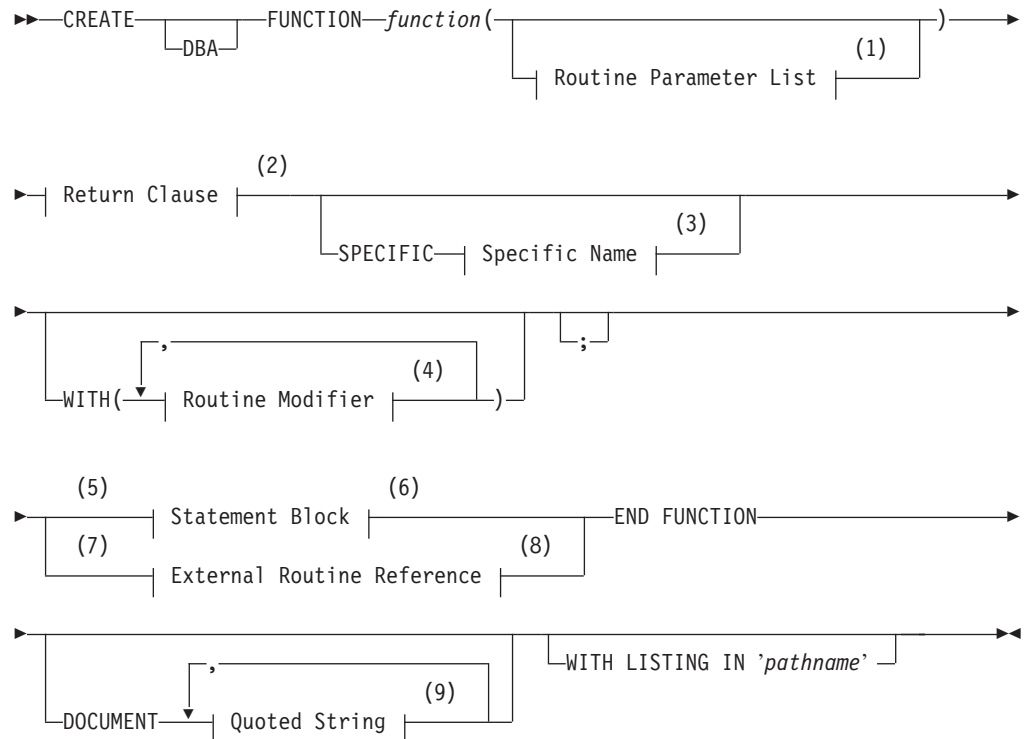 CREATE FUNCTION function( )
DBA (1)
Routine Parameter List
(2)
Return Clause
(3)
SPECIFIC Specific Name
, ;
(4)
WITH( Routine Modifier )
(5) (6)
Statement Block END FUNCTION
(7) (8)
External Routine Reference
,
WITH LISTING IN 'pathname'
(9)
DOCUMENT Quoted String